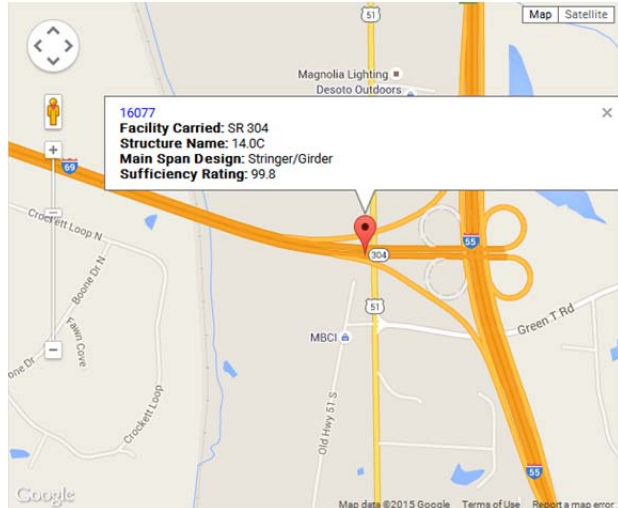 51
Map
Satellite
Magnolia Lighting
Desoto Outdoors
16077
Facility Carried: SR 304
Structure Name: 14.0C
Main Span Design: Stringer/Girder
Sufficiency Rating: 99.8
69
Crockett Loop N
Boone Dr N
55
304
51
Green T Rd
MBCI
Fawn Cove
one Dr
Crockett Loop
Old Hwy 51 S
55
Google
Map data ©2015 Google
Terms of Use
Report a map error